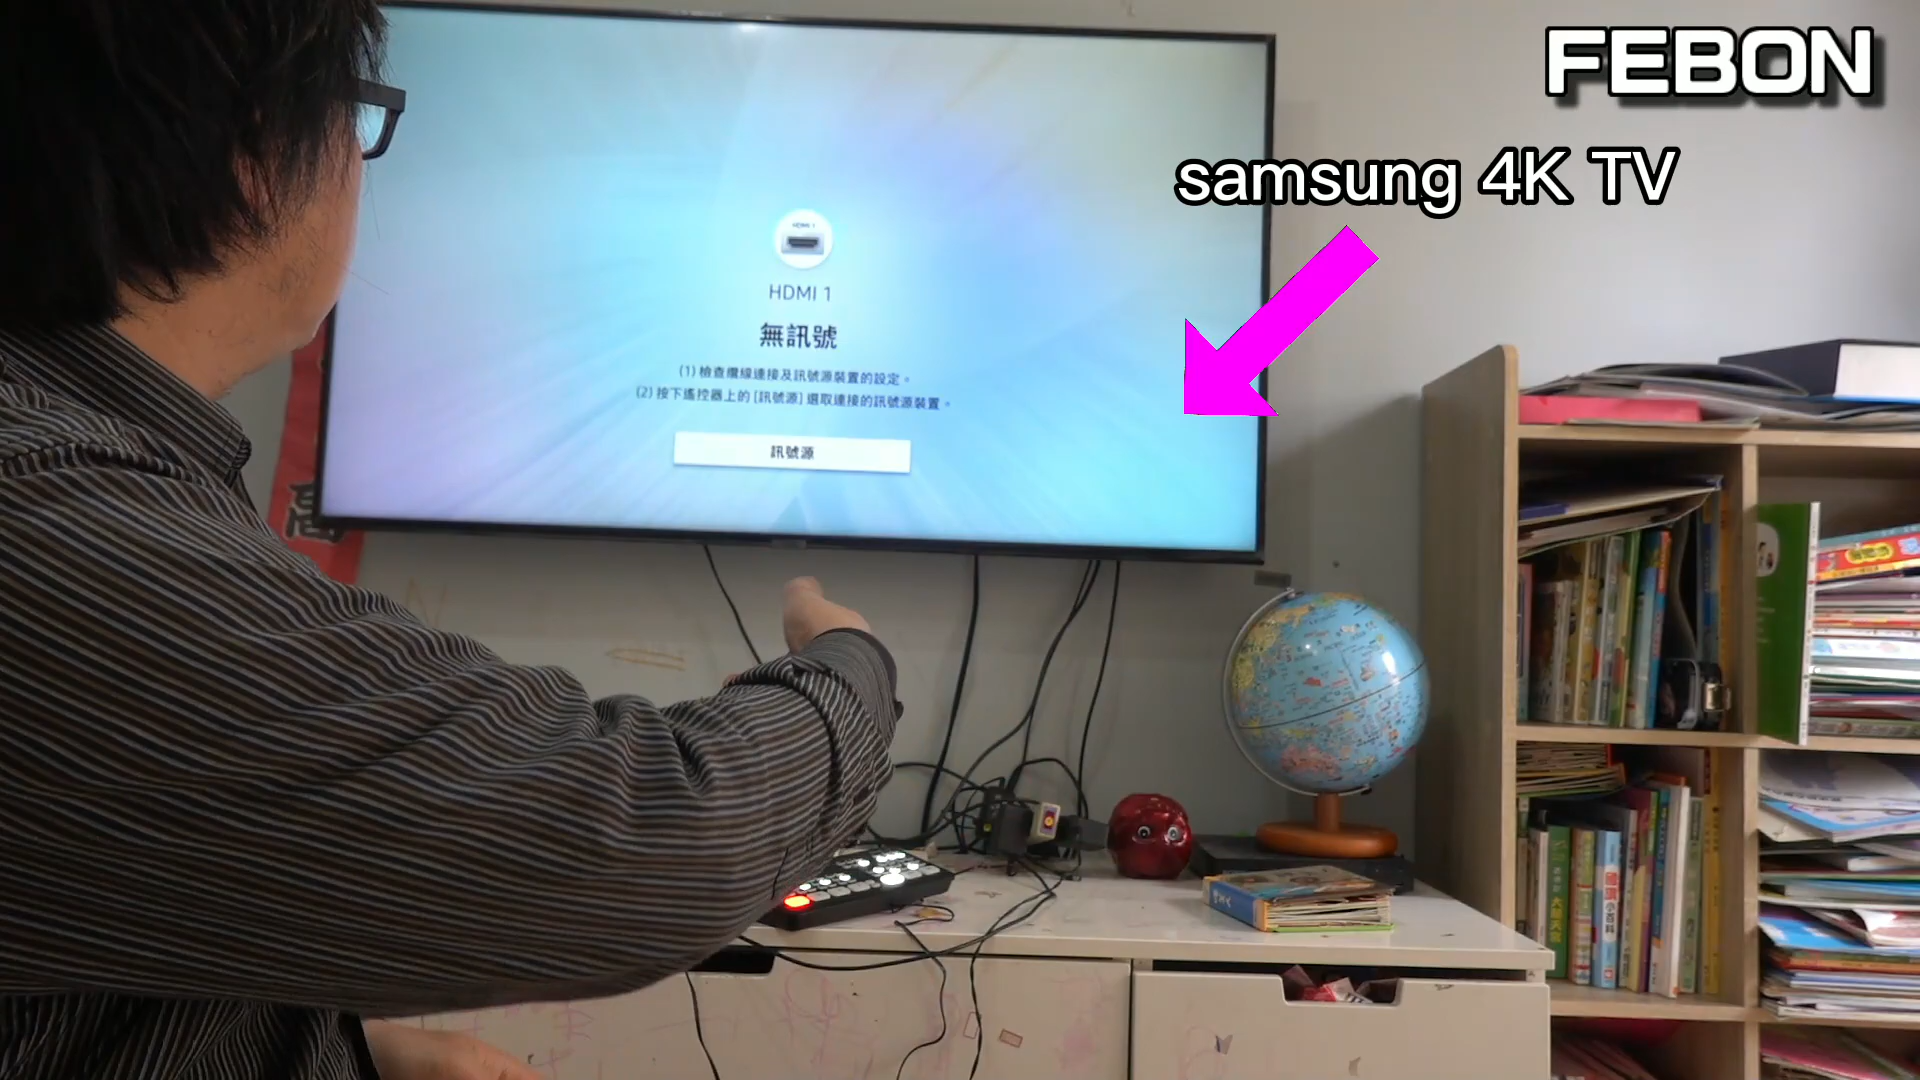 FEBON
samsung 4K TV
HDMI 1
無訊號
(1) 檢查纜線連接及訊號源裝置的設定。
(2) 按下遙控器上的 [訊號源] 選取連接的訊號源裝置。
訊號源